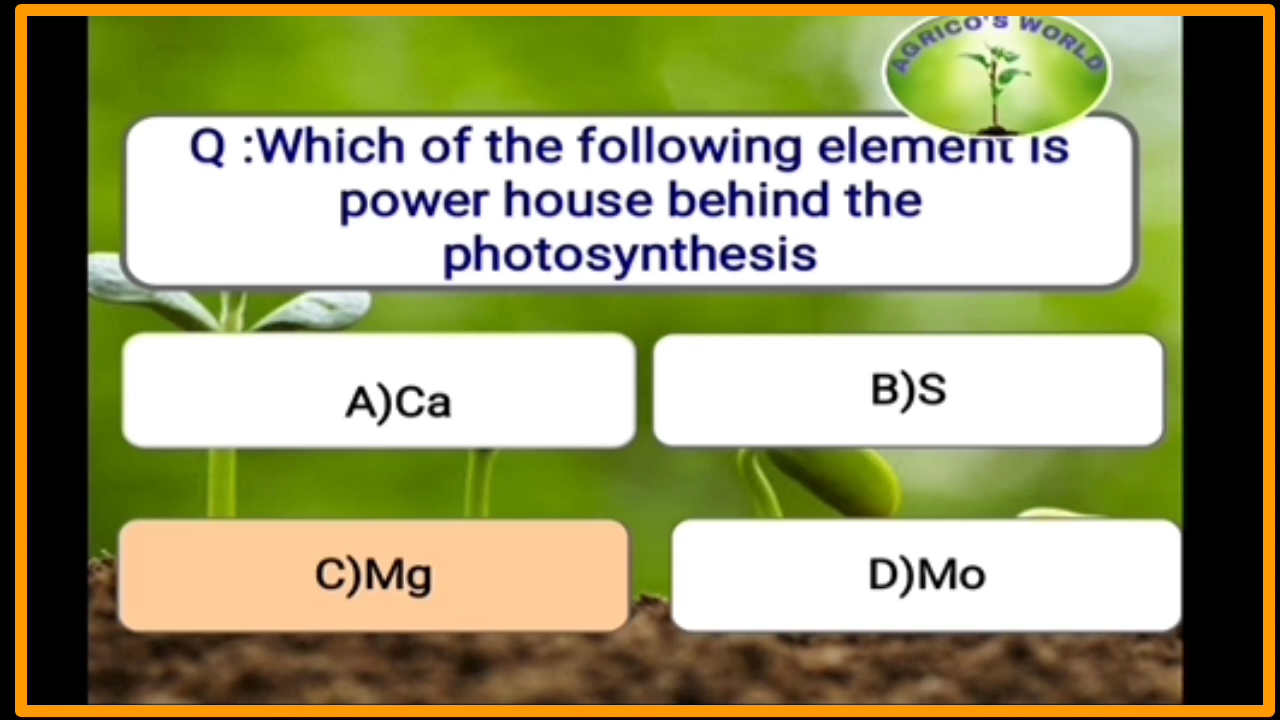 AGRICO'S WORLD
Q :Which of the following element is
power house behind the
photosynthesis
A)Ca
B)S
C)Mg
D)Mo